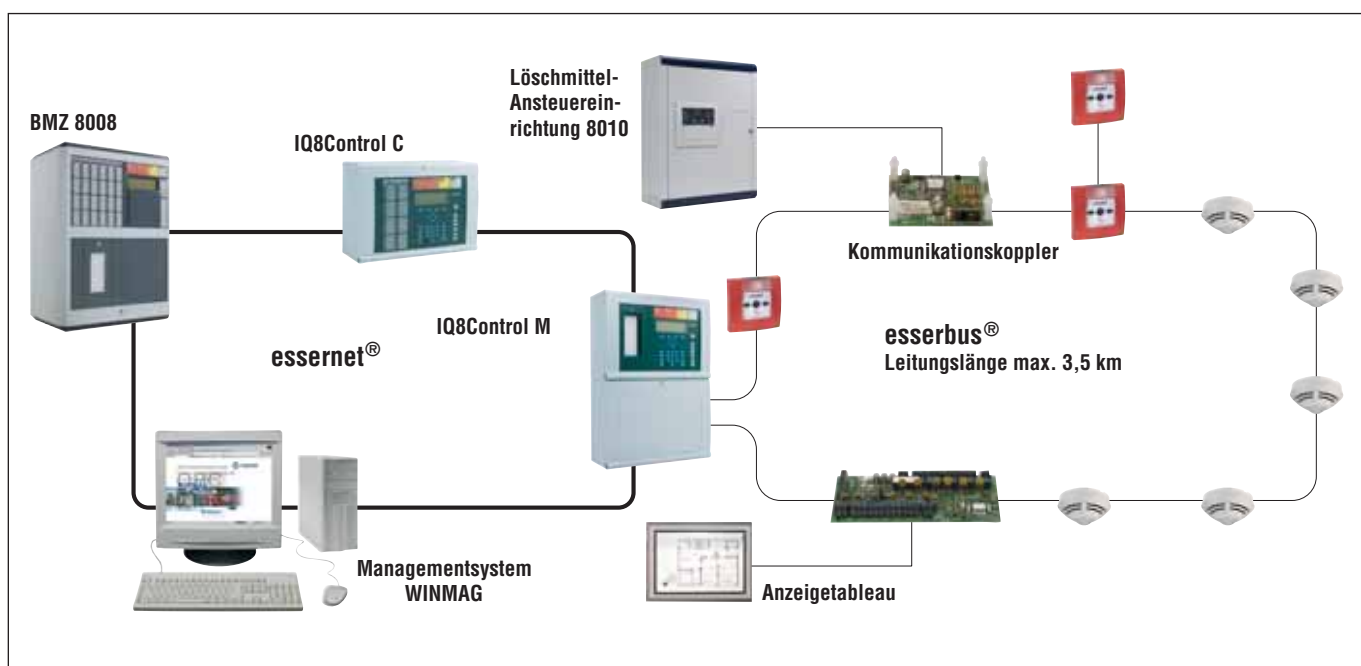 BMZ 8008
IQ8Control C
Löschmittel-
Ansteuerein-
richtung 8010
Kommunikationskoppler
IQ8Control M
essernet®
esserbus®
Leitungslänge max. 3,5 km
Managementsystem
WINMAG
Anzeigetableau